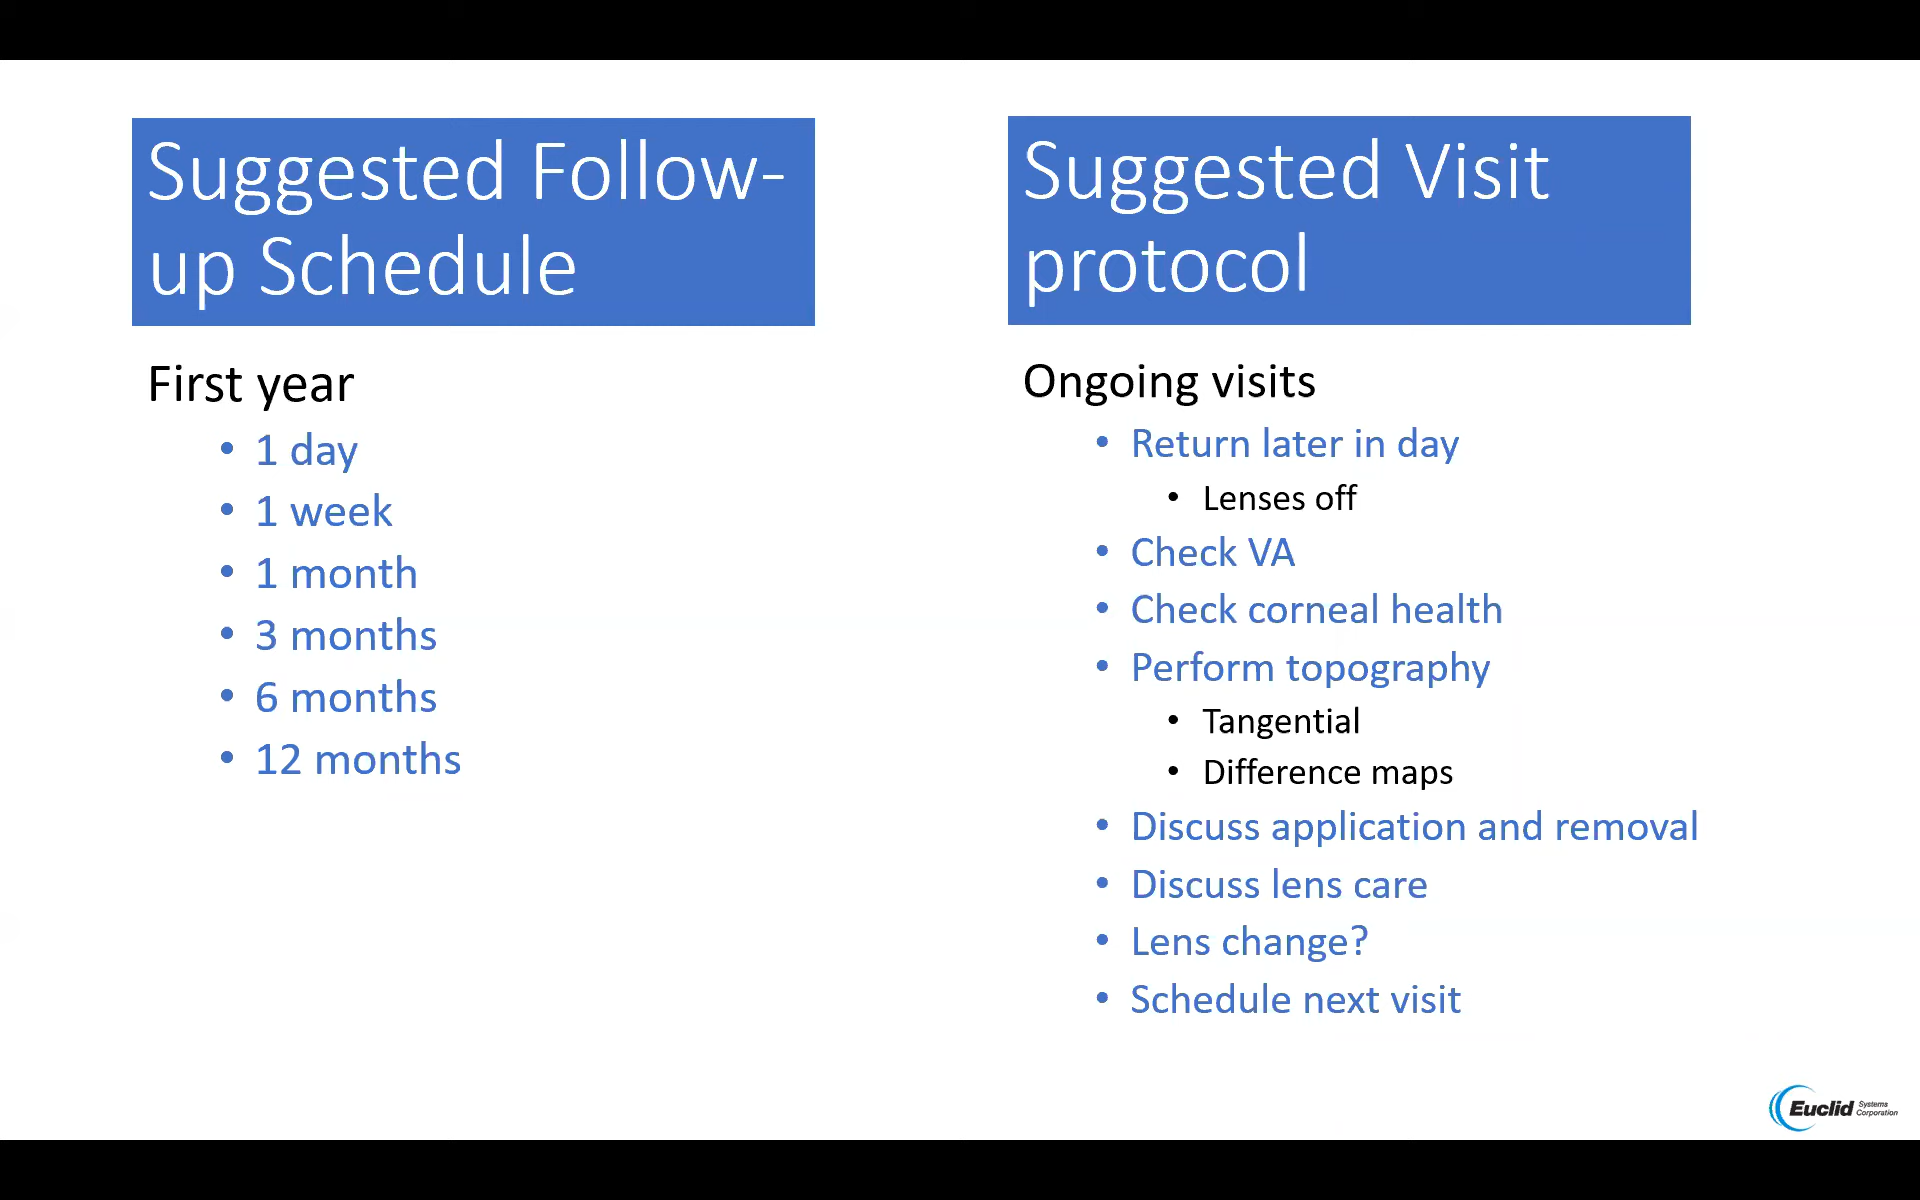 Suggested Follow-
up Schedule
First year
• 1 day
• 1 week
• 1 month
• 3 months
• 6 months
• 12 months
Suggested Visit
protocol
Ongoing visits
• Return later in day
• Lenses off
• Check VA
• Check corneal health
• Perform topography
• Tangential
• Difference maps
• Discuss application and removal
• Discuss lens care
• Lens change?
• Schedule next visit
Euclid Systems
Corporation